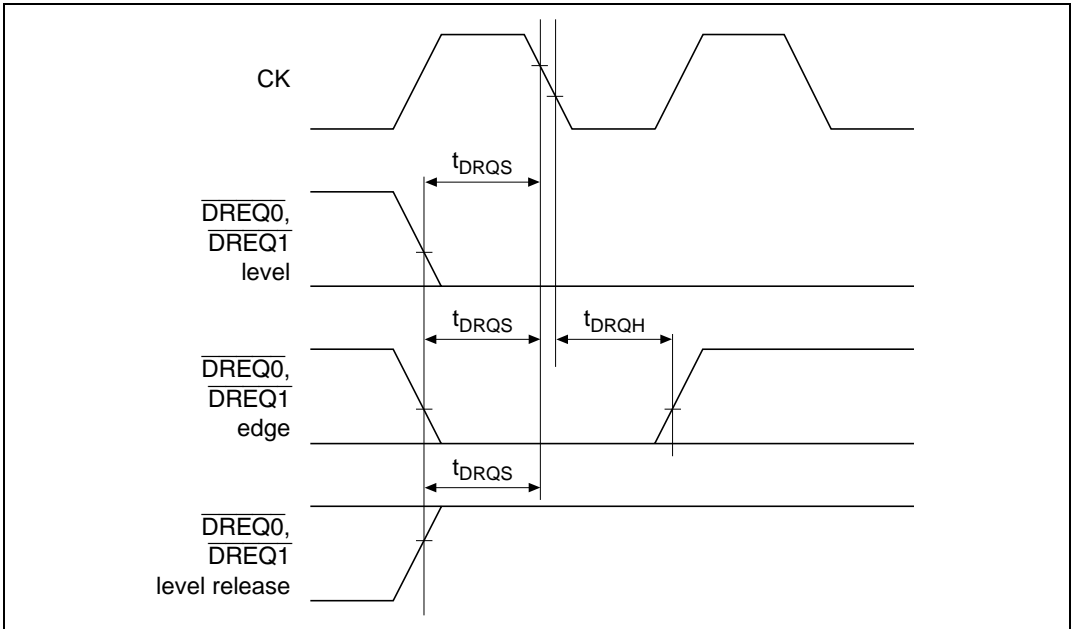 CK
tDRQS
DREQ0,
DREQ1
level
tDRQS
tDRQH
DREQ0,
DREQ1
edge
tDRQS
DREQ0,
DREQ1
level release